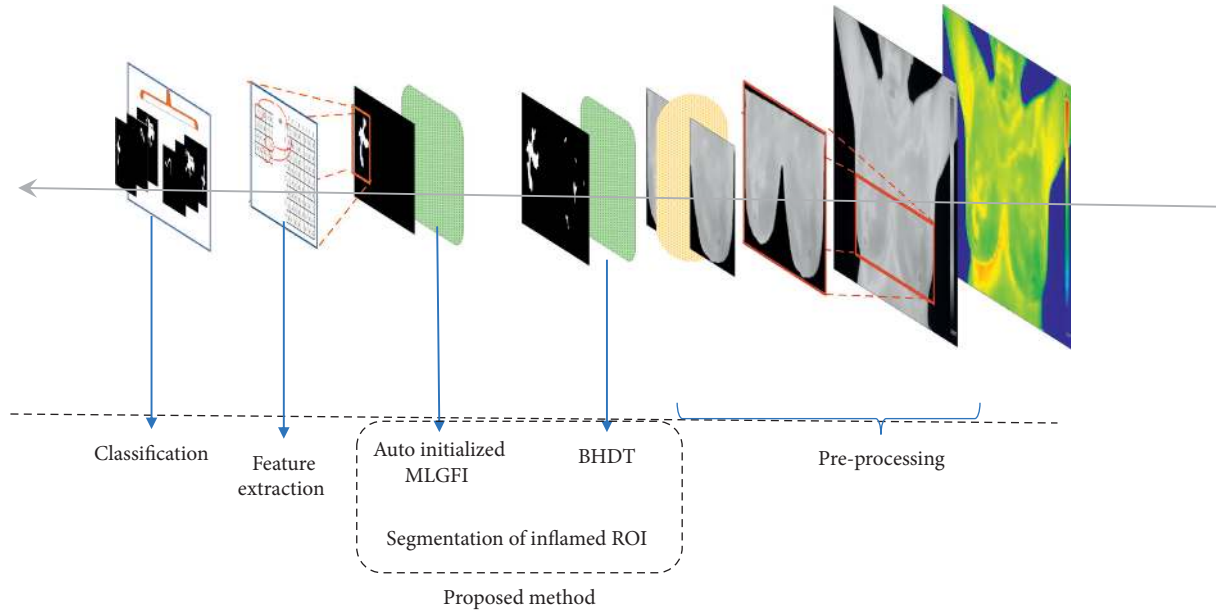 Classification
Feature
extraction
Auto initialized
MLGFI
BHDT
Pre-processing
Segmentation of inflamed ROI
Proposed method